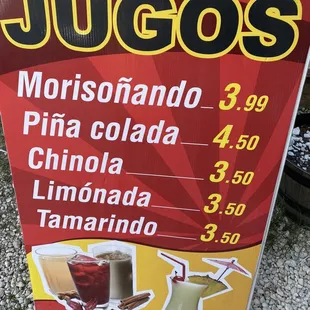 JUGOS
Morisoñando 3.99
Piña colada 4.50
Chinola 3.50
Limónada 3.50
Tamarindo 3.50